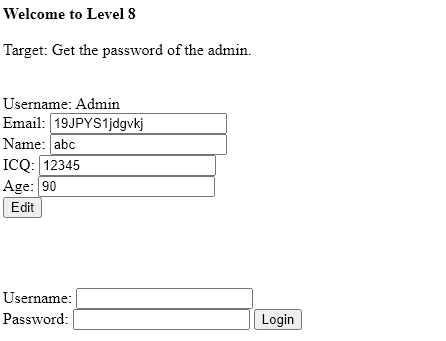 Welcome to Level 8
Target: Get the password of the admin.
Username: Admin
Email: 19JPYS1jdgvkj
Name: abc
ICQ: 12345
Age: 90
Edit
Username:
Password: Login